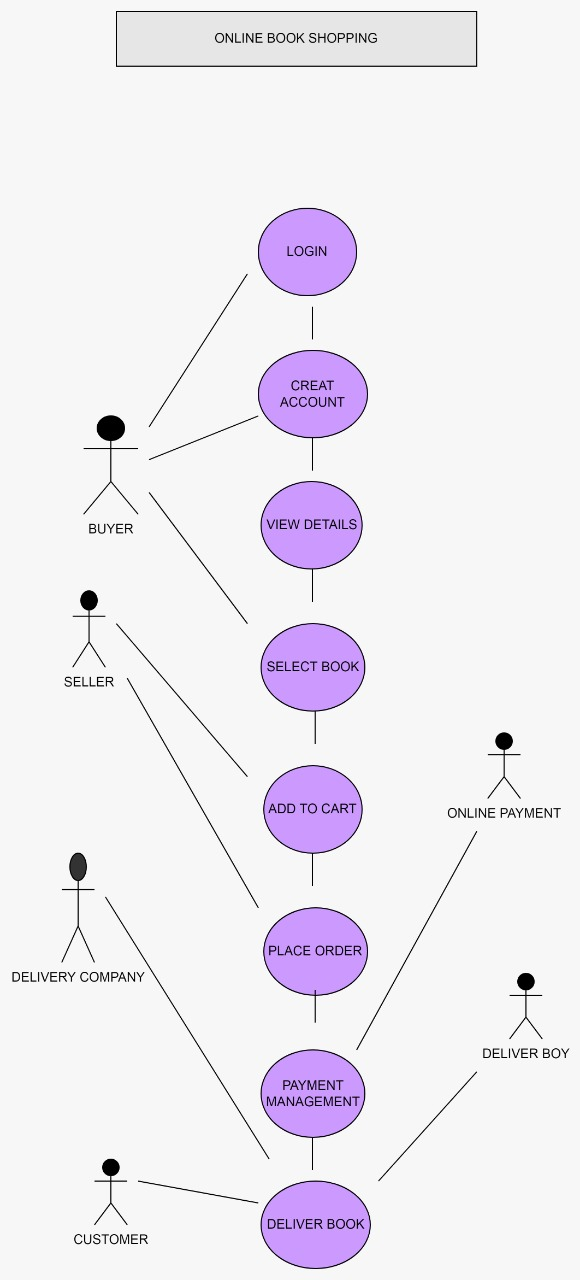 ONLINE BOOK SHOPPING
LOGIN
CREAT
ACCOUNT
BUYER
VIEW DETAILS
SELLER
SELECT BOOK
ADD TO CART
ONLINE PAYMENT
PLACE ORDER
DELIVERY COMPANY
DELIVER BOY
PAYMENT
MANAGEMENT
DELIVER BOOK
CUSTOMER